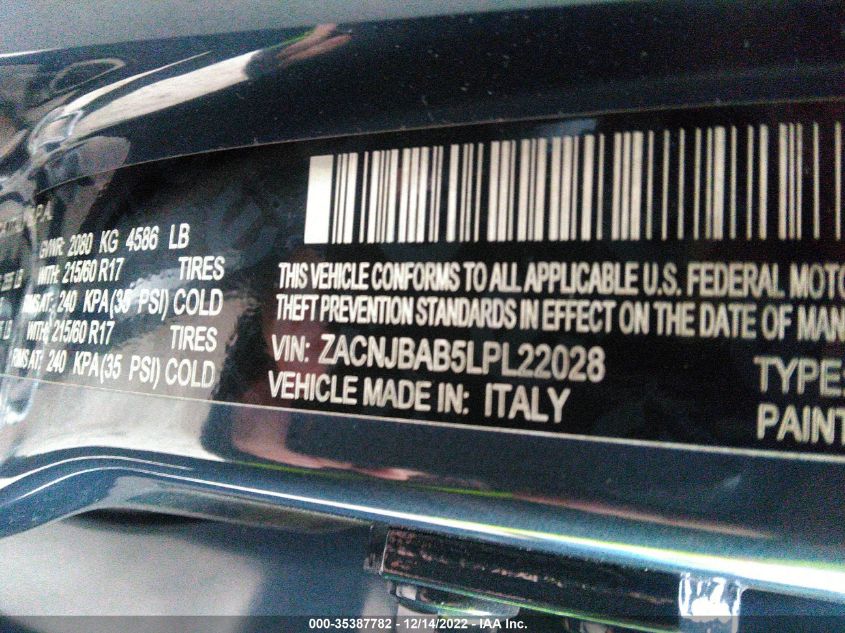 GVWR: 2080 KG 4586 LB
WITH: 215/60 R17 TIRES
AT: 240 KPA(35 PSI) COLD
WITH: 215/60 R17 TIRES
AT: 240 KPA(35 PSI) COLD
THIS VEHICLE CONFORMS TO ALL APPLICABLE U.S. FEDERAL MOTO
THEFT PREVENTION STANDARDS IN EFFECT ON THE DATE OF MAN
VIN: ZACNJBAB5LPL22028
VEHICLE MADE IN: ITALY
TYPE:
PAINT
000-35387782 - 12/14/2022 - IAA Inc.